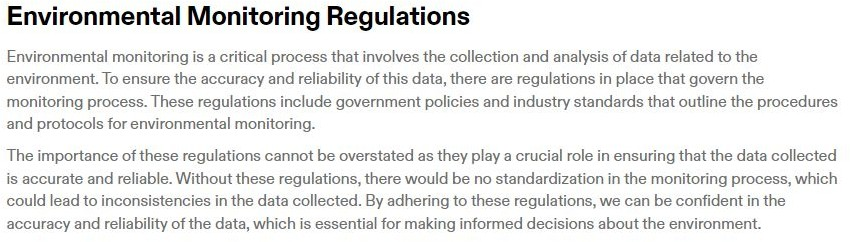 Environmental Monitoring Regulations
Environmental monitoring is a critical process that involves the collection and analysis of data related to the
environment. To ensure the accuracy and reliability of this data, there are regulations in place that govern the
monitoring process. These regulations include government policies and industry standards that outline the procedures
and protocols for environmental monitoring.
The importance of these regulations cannot be overstated as they play a crucial role in ensuring that the data collected
is accurate and reliable. Without these regulations, there would be no standardization in the monitoring process, which
could lead to inconsistencies in the data collected. By adhering to these regulations, we can be confident in the
accuracy and reliability of the data, which is essential for making informed decisions about the environment.